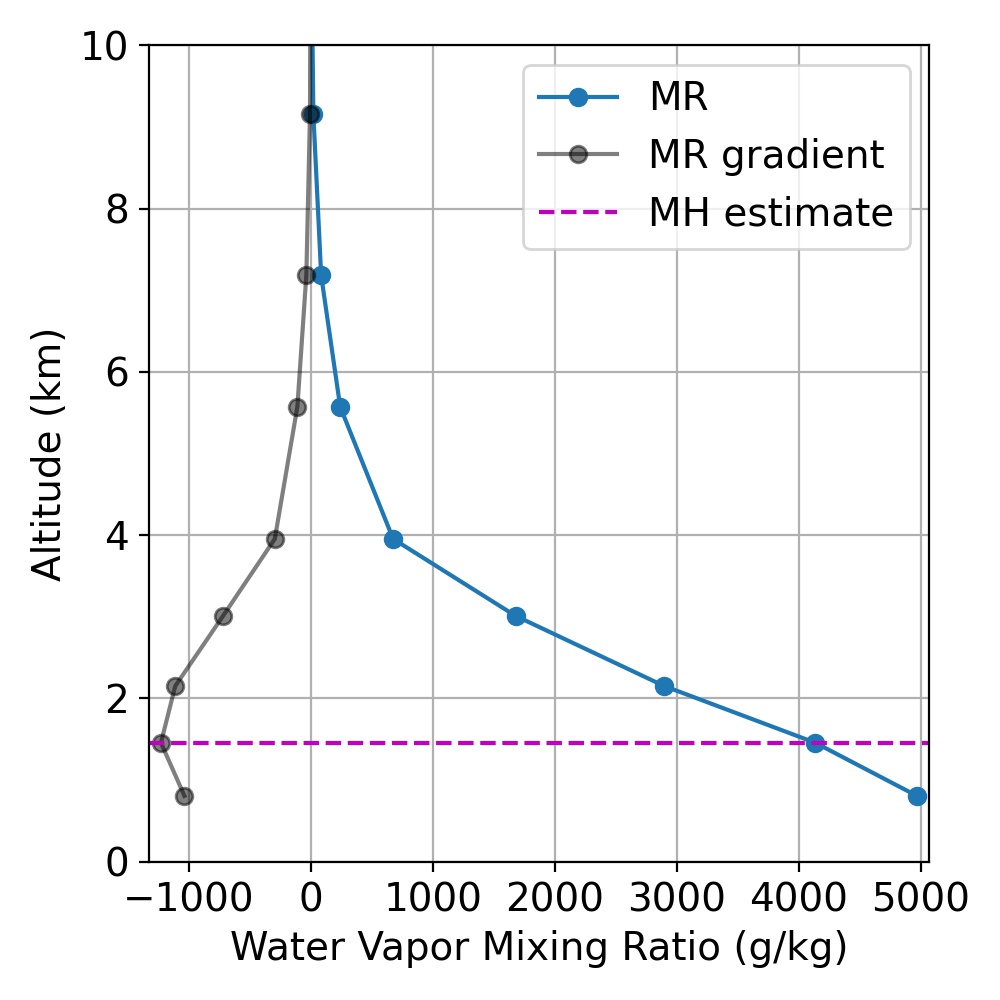 10
8
6
4
2
0
Altitude (km)
MR
MR gradient
MH estimate
−1000 0 1000 2000 3000 4000 5000
Water Vapor Mixing Ratio (g/kg)